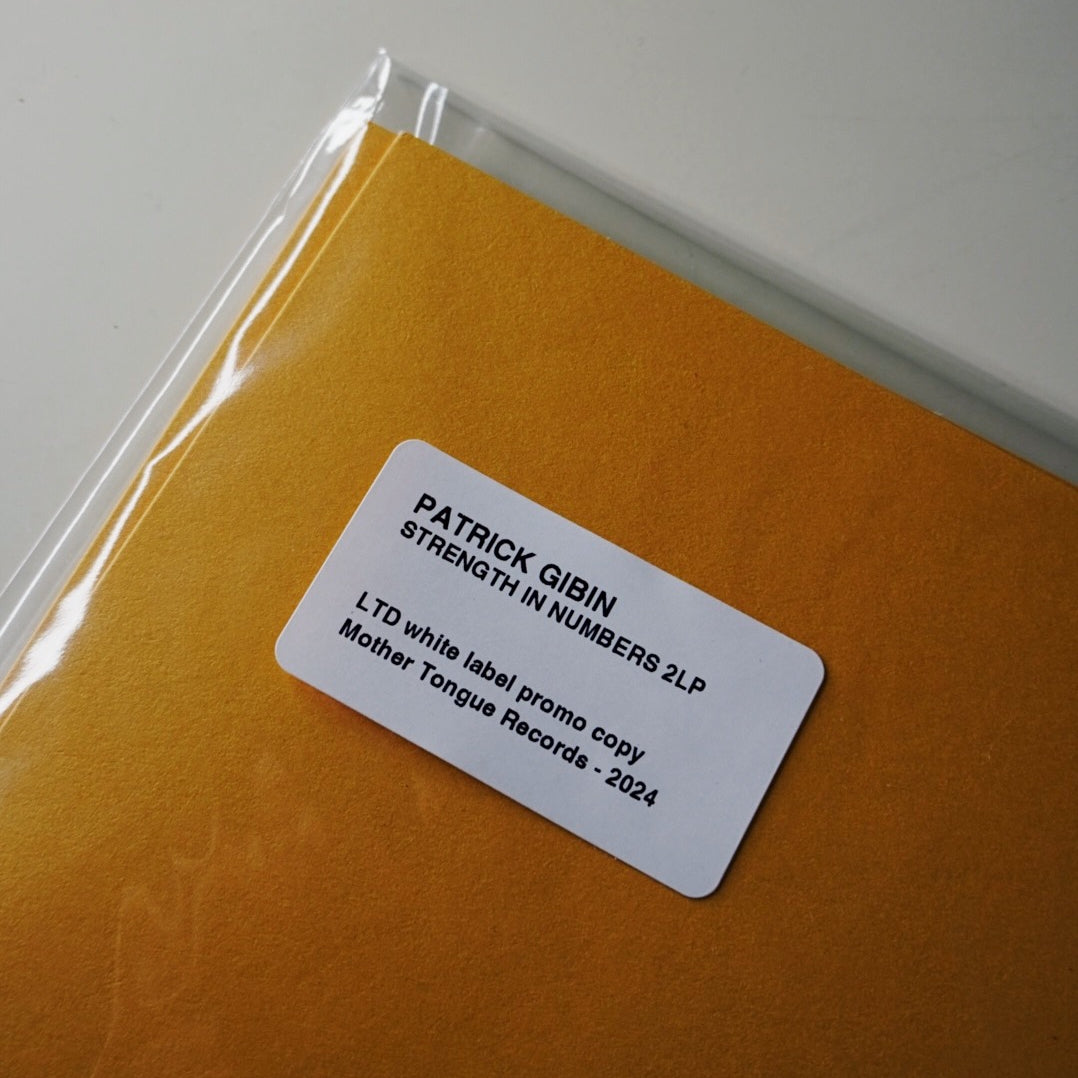 PATRICK GIBIN
STRENGTH IN NUMBERS 2LP
LTD white label promo copy
Mother Tongue Records - 2024